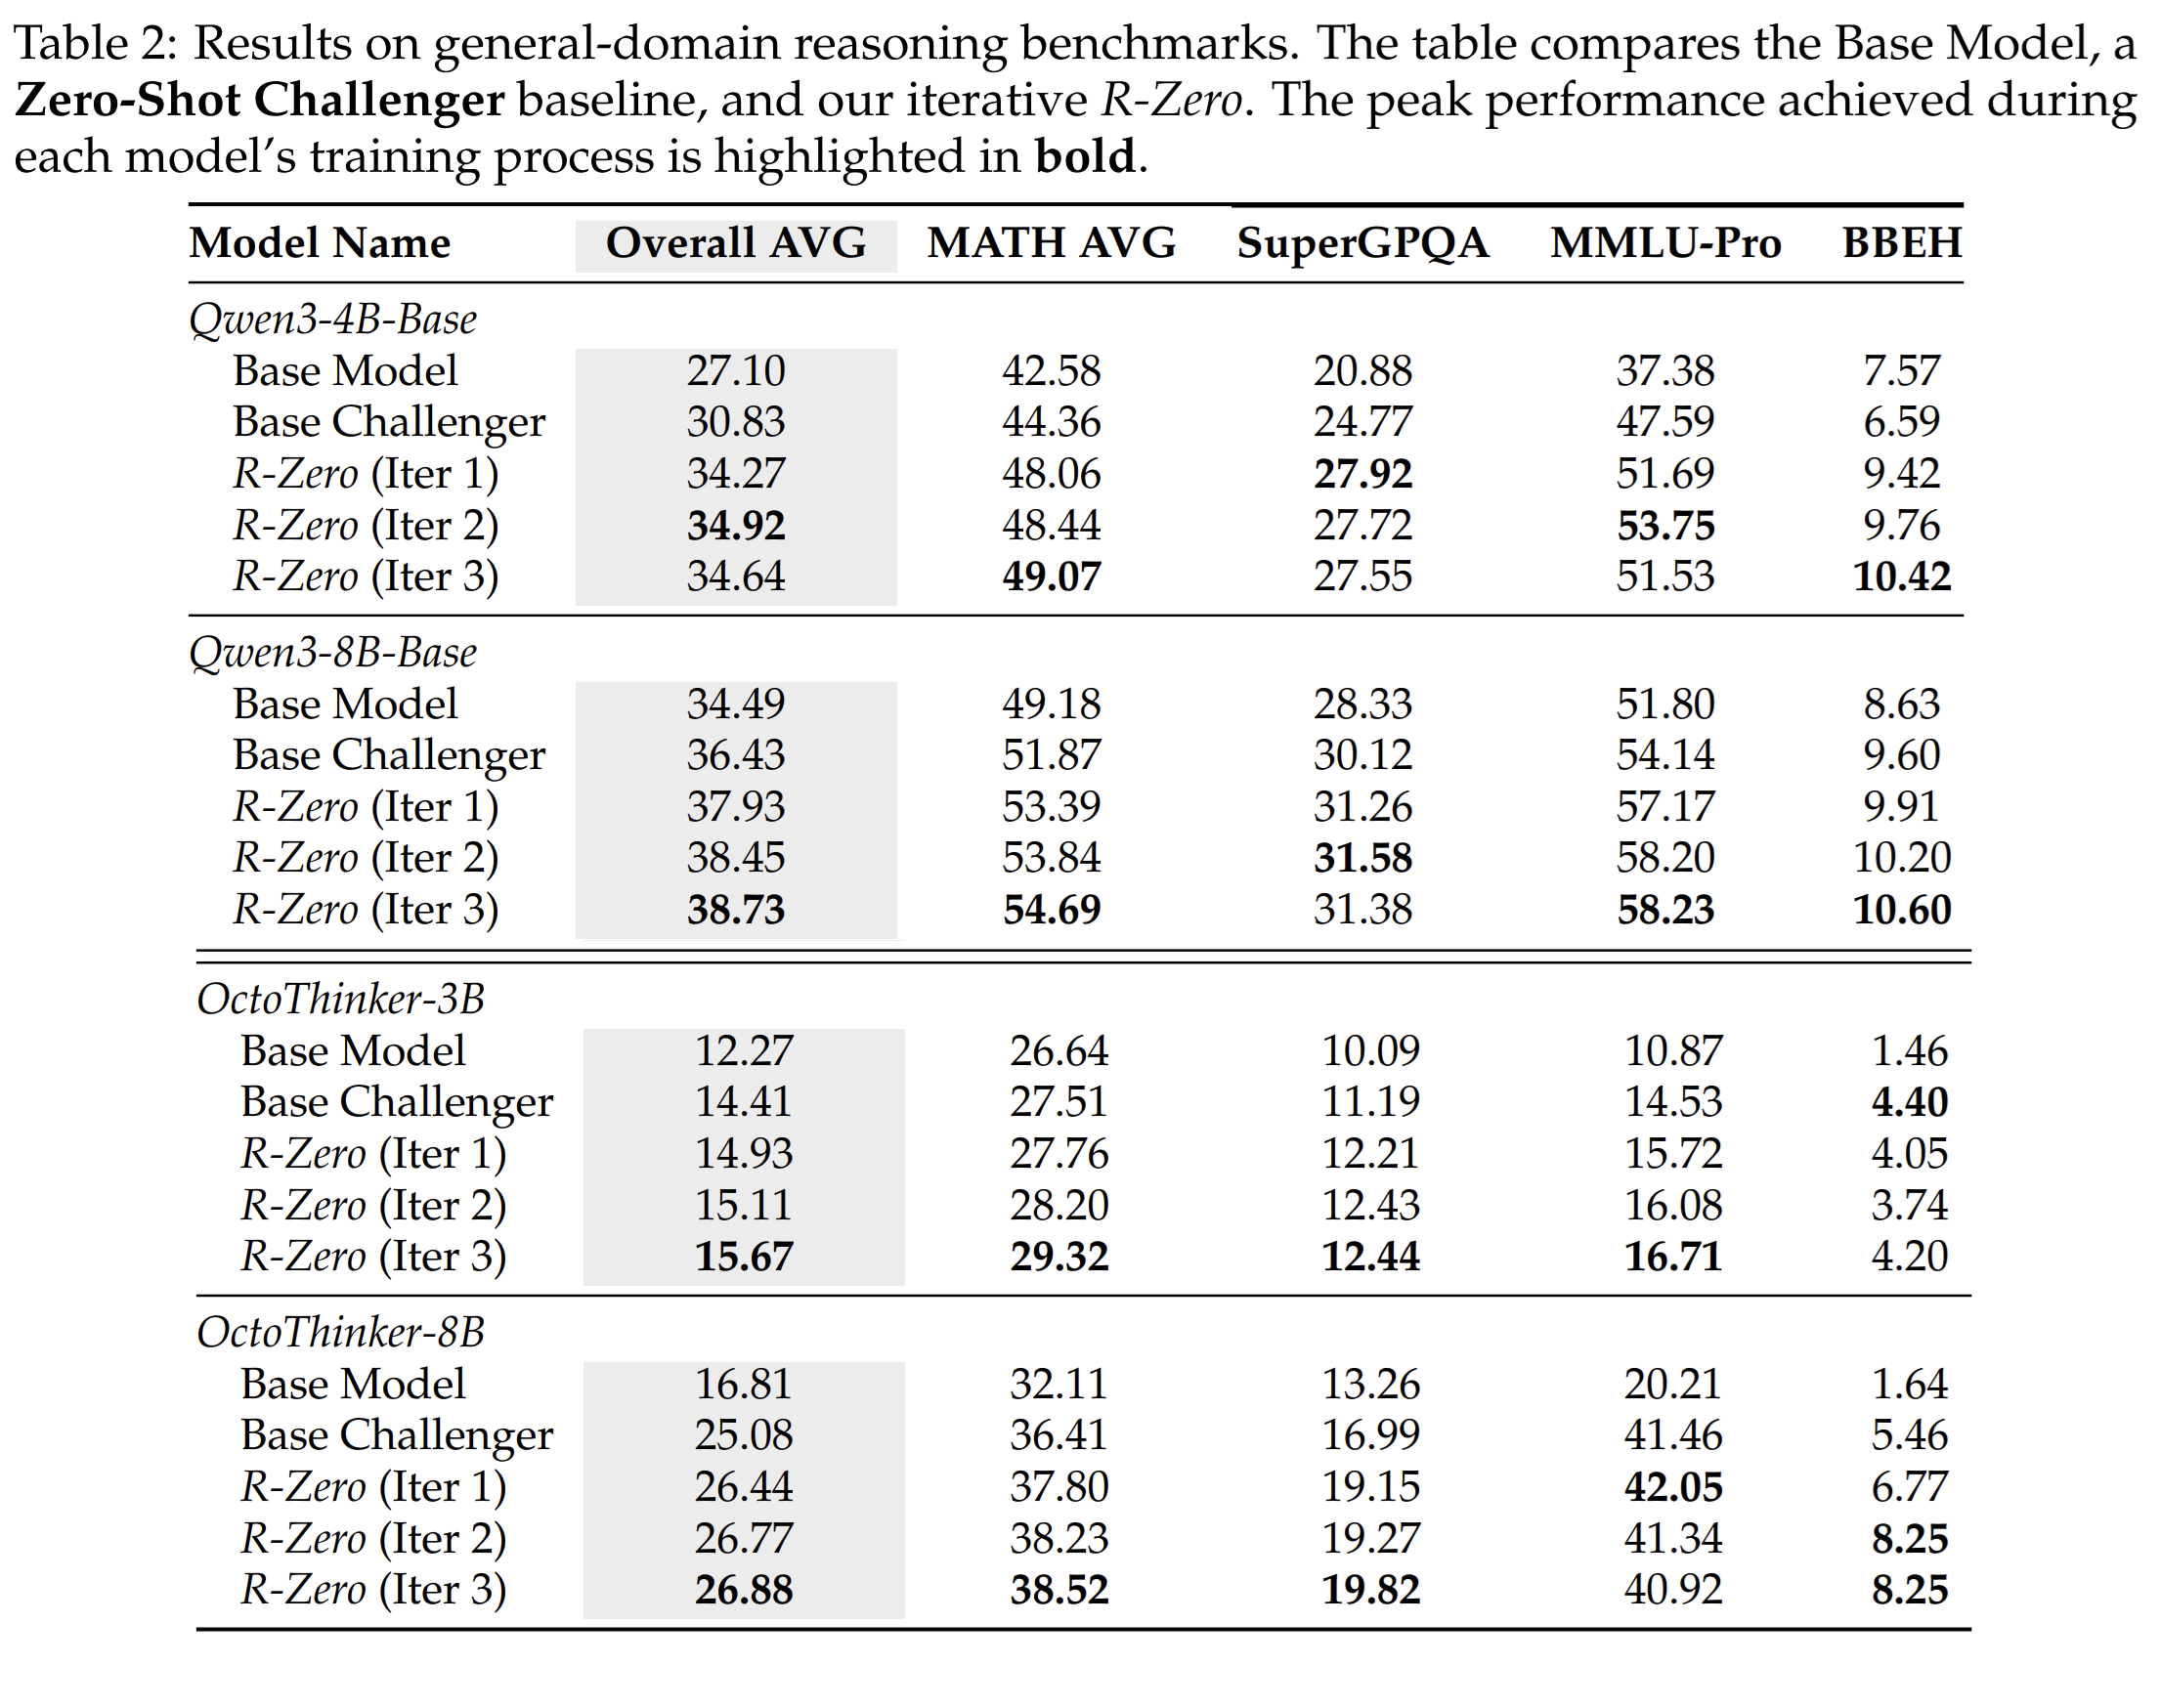 Table 2: Results on general-domain reasoning benchmarks. The table compares the Base Model, a
Zero-Shot Challenger baseline, and our iterative R-Zero. The peak performance achieved during
each model's training process is highlighted in bold.
Model Name Overall AVG MATH AVG SuperGPQA MMLU-Pro BBEH
Qwen3-4B-Base
Base Model 27.10 42.58 20.88 37.38 7.57
Base Challenger 30.83 44.36 24.77 47.59 6.59
R-Zero (Iter 1) 34.27 48.06 27.92 51.69 9.42
R-Zero (Iter 2) 34.92 48.44 27.72 53.75 9.76
R-Zero (Iter 3) 34.64 49.07 27.55 51.53 10.42
Qwen3-8B-Base
Base Model 34.49 49.18 28.33 51.80 8.63
Base Challenger 36.43 51.87 30.12 54.14 9.60
R-Zero (Iter 1) 37.93 53.39 31.26 57.17 9.91
R-Zero (Iter 2) 38.45 53.84 31.58 58.20 10.20
R-Zero (Iter 3) 38.73 54.69 31.38 58.23 10.60
OctoThinker-3B
Base Model 12.27 26.64 10.09 10.87 1.46
Base Challenger 14.41 27.51 11.19 14.53 4.40
R-Zero (Iter 1) 14.93 27.76 12.21 15.72 4.05
R-Zero (Iter 2) 15.11 28.20 12.43 16.08 3.74
R-Zero (Iter 3) 15.67 29.32 12.44 16.71 4.20
OctoThinker-8B
Base Model 16.81 32.11 13.26 20.21 1.64
Base Challenger 25.08 36.41 16.99 41.46 5.46
R-Zero (Iter 1) 26.44 37.80 19.15 42.05 6.77
R-Zero (Iter 2) 26.77 38.23 19.27 41.34 8.25
R-Zero (Iter 3) 26.88 38.52 19.82 40.92 8.25